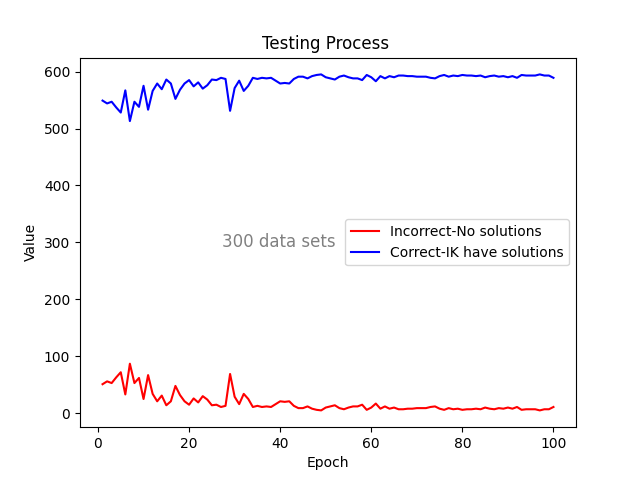 Testing Process
600
500
400
300
200
100
0
Value
300 data sets
Incorrect-No solutions
Correct-IK have solutions
0 20 40 60 80 100
Epoch